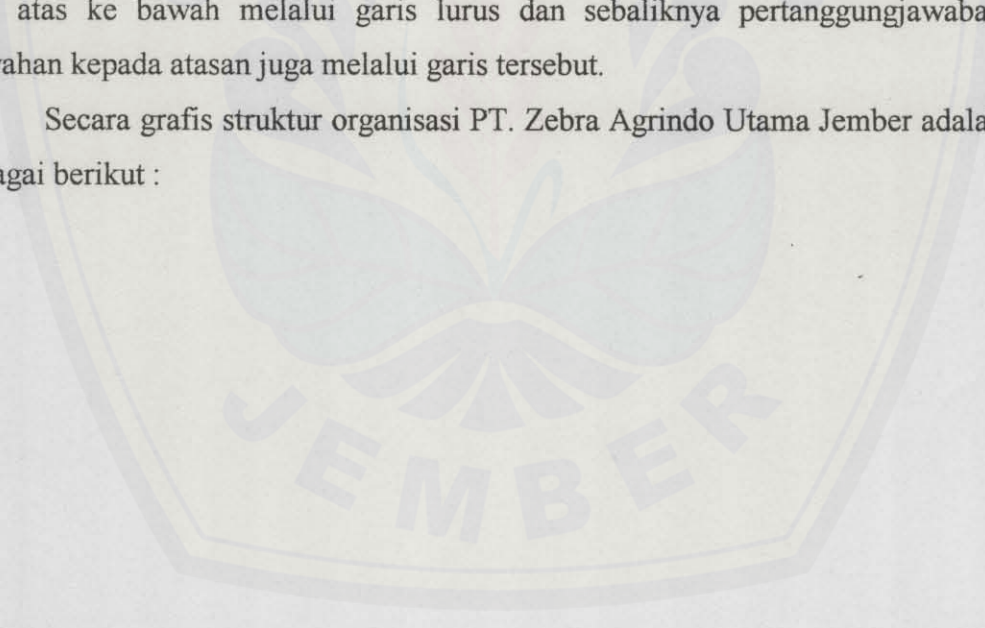 atas ke bawah melalui garis lurus dan sebaliknya pertanggungjawaba
ahan kepada atasan juga melalui garis tersebut.
Secara grafis struktur organisasi PT. Zebra Agrindo Utama Jember adala
agai berikut :
JEMBER